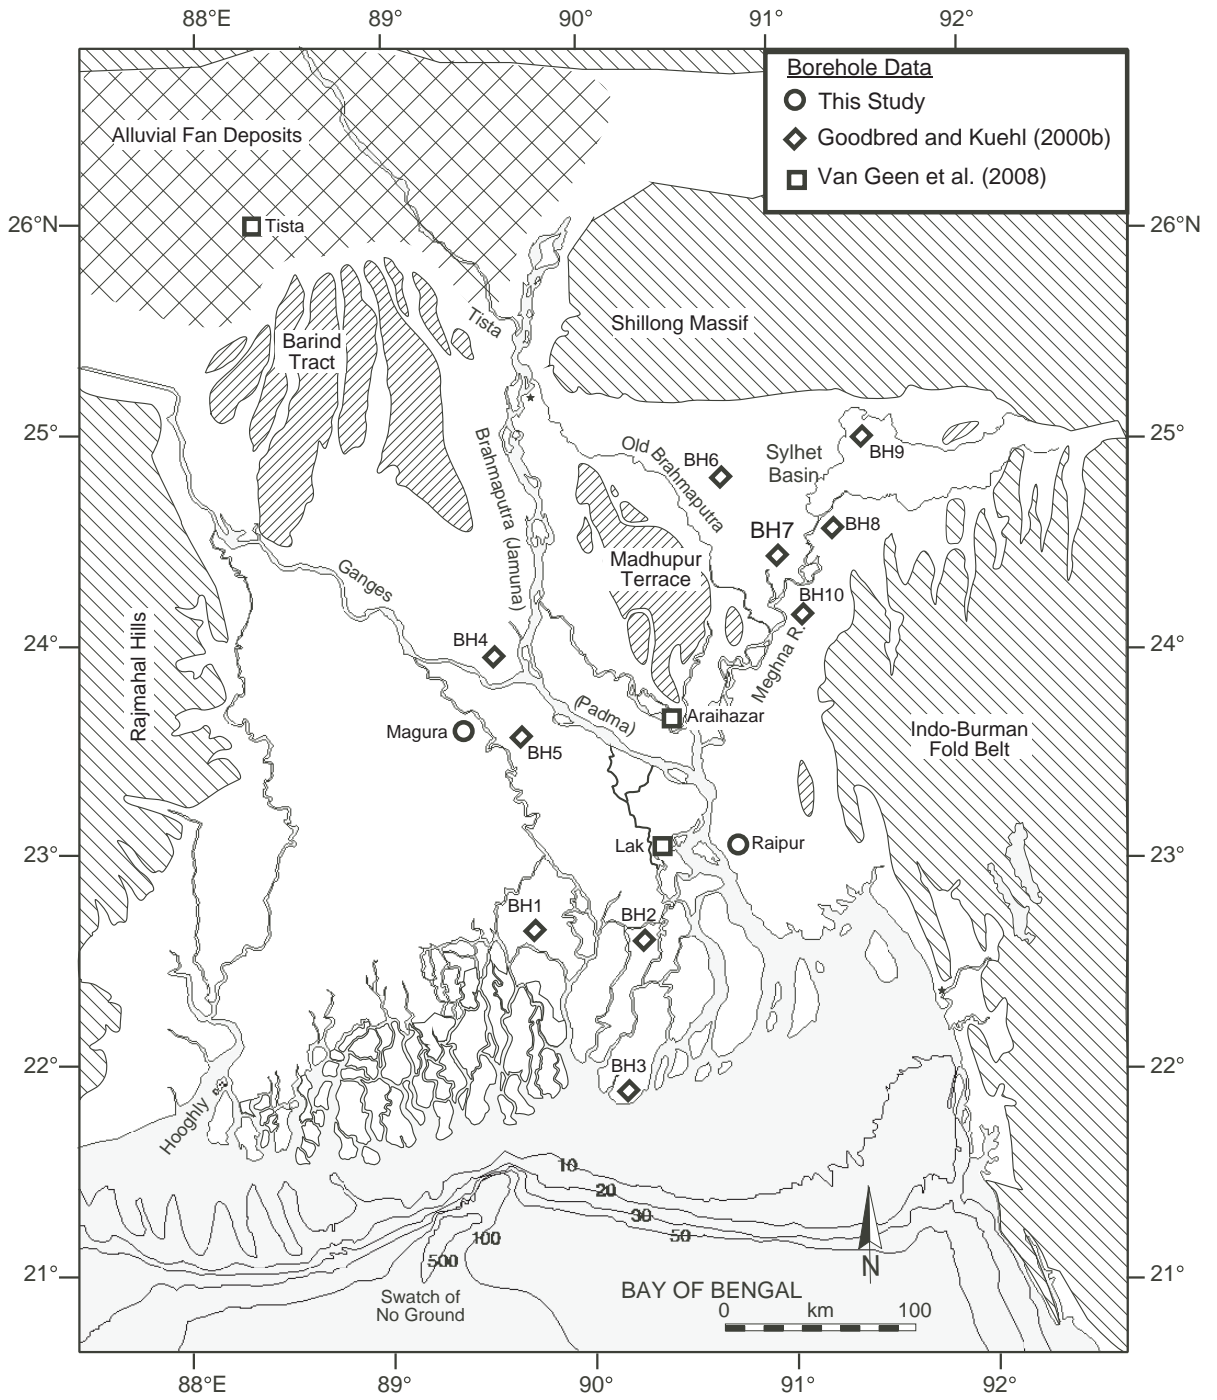 88°E 89° 90° 91° 92°
Borehole Data
This Study
Goodbred and Kuehl (2000b)
Van Geen et al. (2008)
Alluvial Fan Deposits
26°N
26°N
Tista
Tista
Shillong Massif
Barind
Tract
25°
25°
Brahmaputra (Jamuna)
Old Brahmaputra
BH6
Sylhet
Basin
BH9
BH8
BH7
Madhupur
Terrace
BH10
Ganges
24°
24°
BH4
Meghna R.
Rajmahal Hills
(Padma)
Araihazar
Magura
BH5
Indo-Burman
Fold Belt
23°
23°
Lak
Raipur
BH1
BH2
22°
22°
BH3
Hooghly
10
20
30
50
100
500
N
21°
21°
Swatch of
No Ground
BAY OF BENGAL
0 km 100
88°E 89° 90° 91° 92°